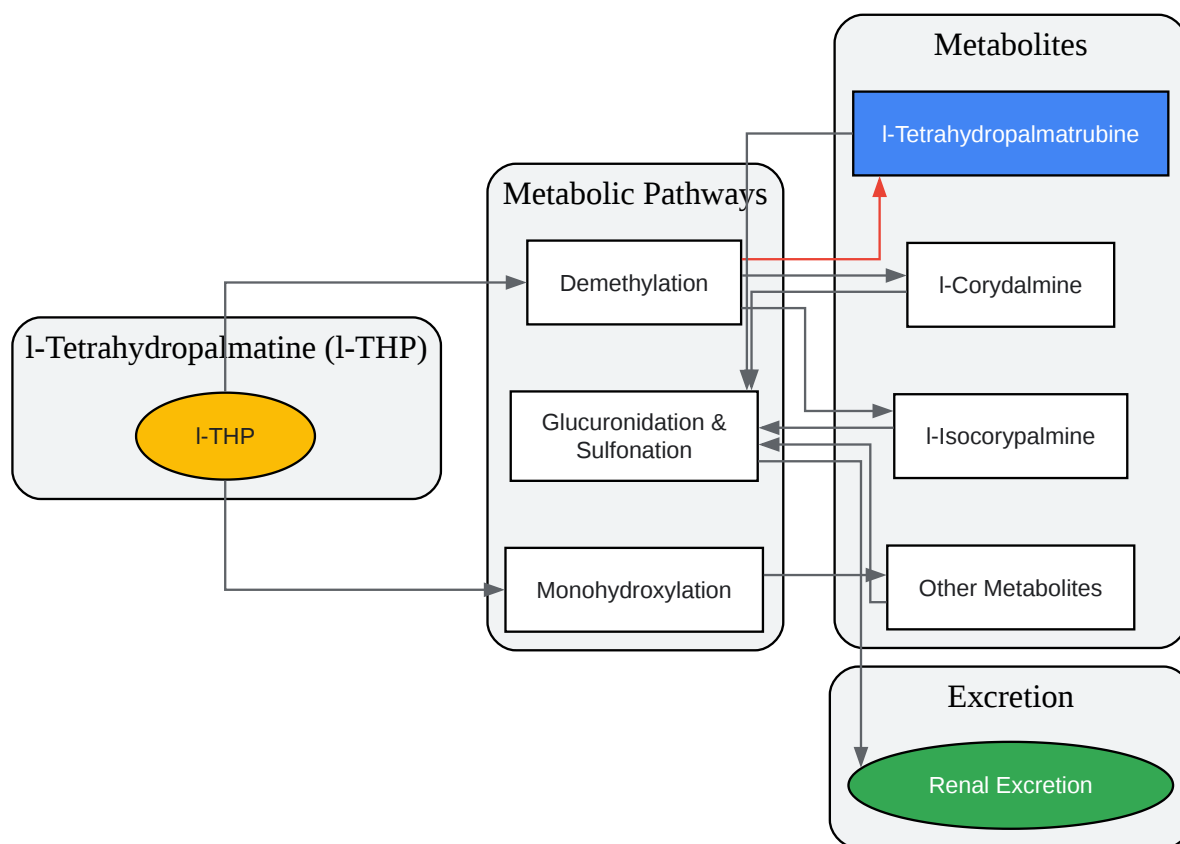 l-Tetrahydropalmatine (l-THP)
l-THP
Metabolic Pathways
Demethylation
Glucuronidation &
Sulfonation
Monohydroxylation
Metabolites
l-Tetrahydropalmatrubine
l-Corydalmine
l-Isocorypalmine
Other Metabolites
Excretion
Renal Excretion